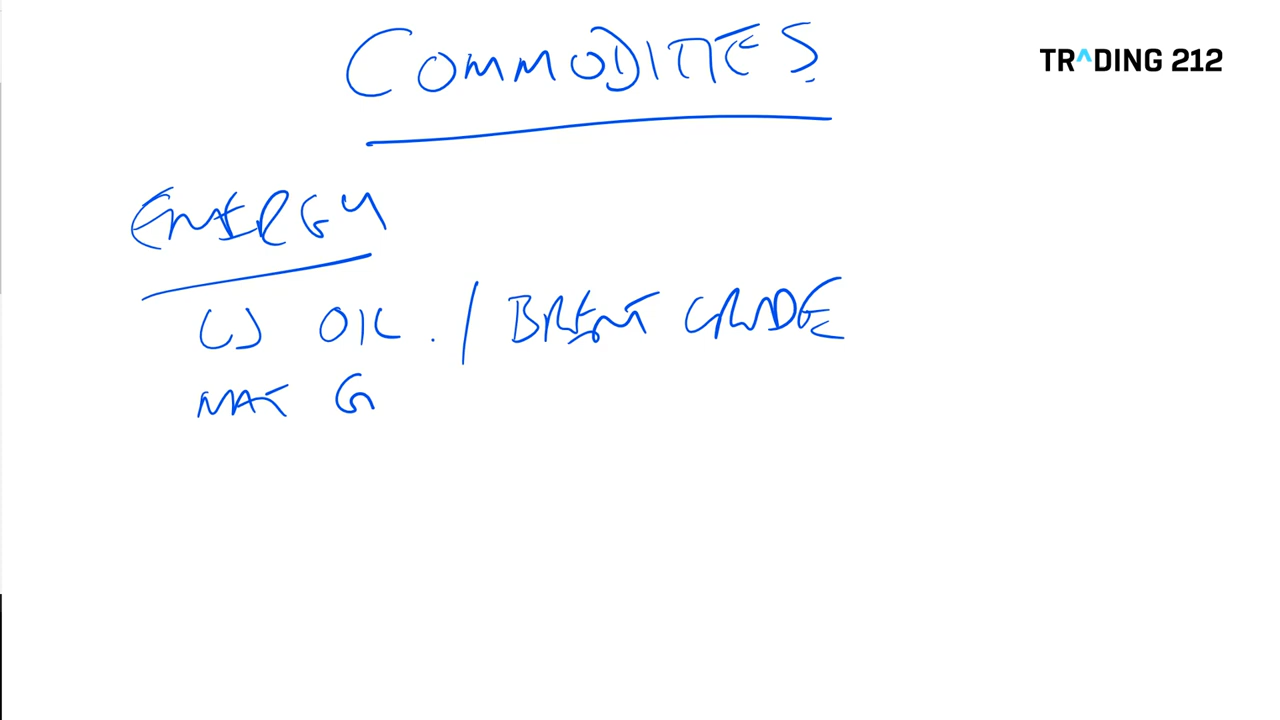 COMMODITIES
TRADING 212
ENERGY
US OIL. / BRENT CRUDE
NAT G